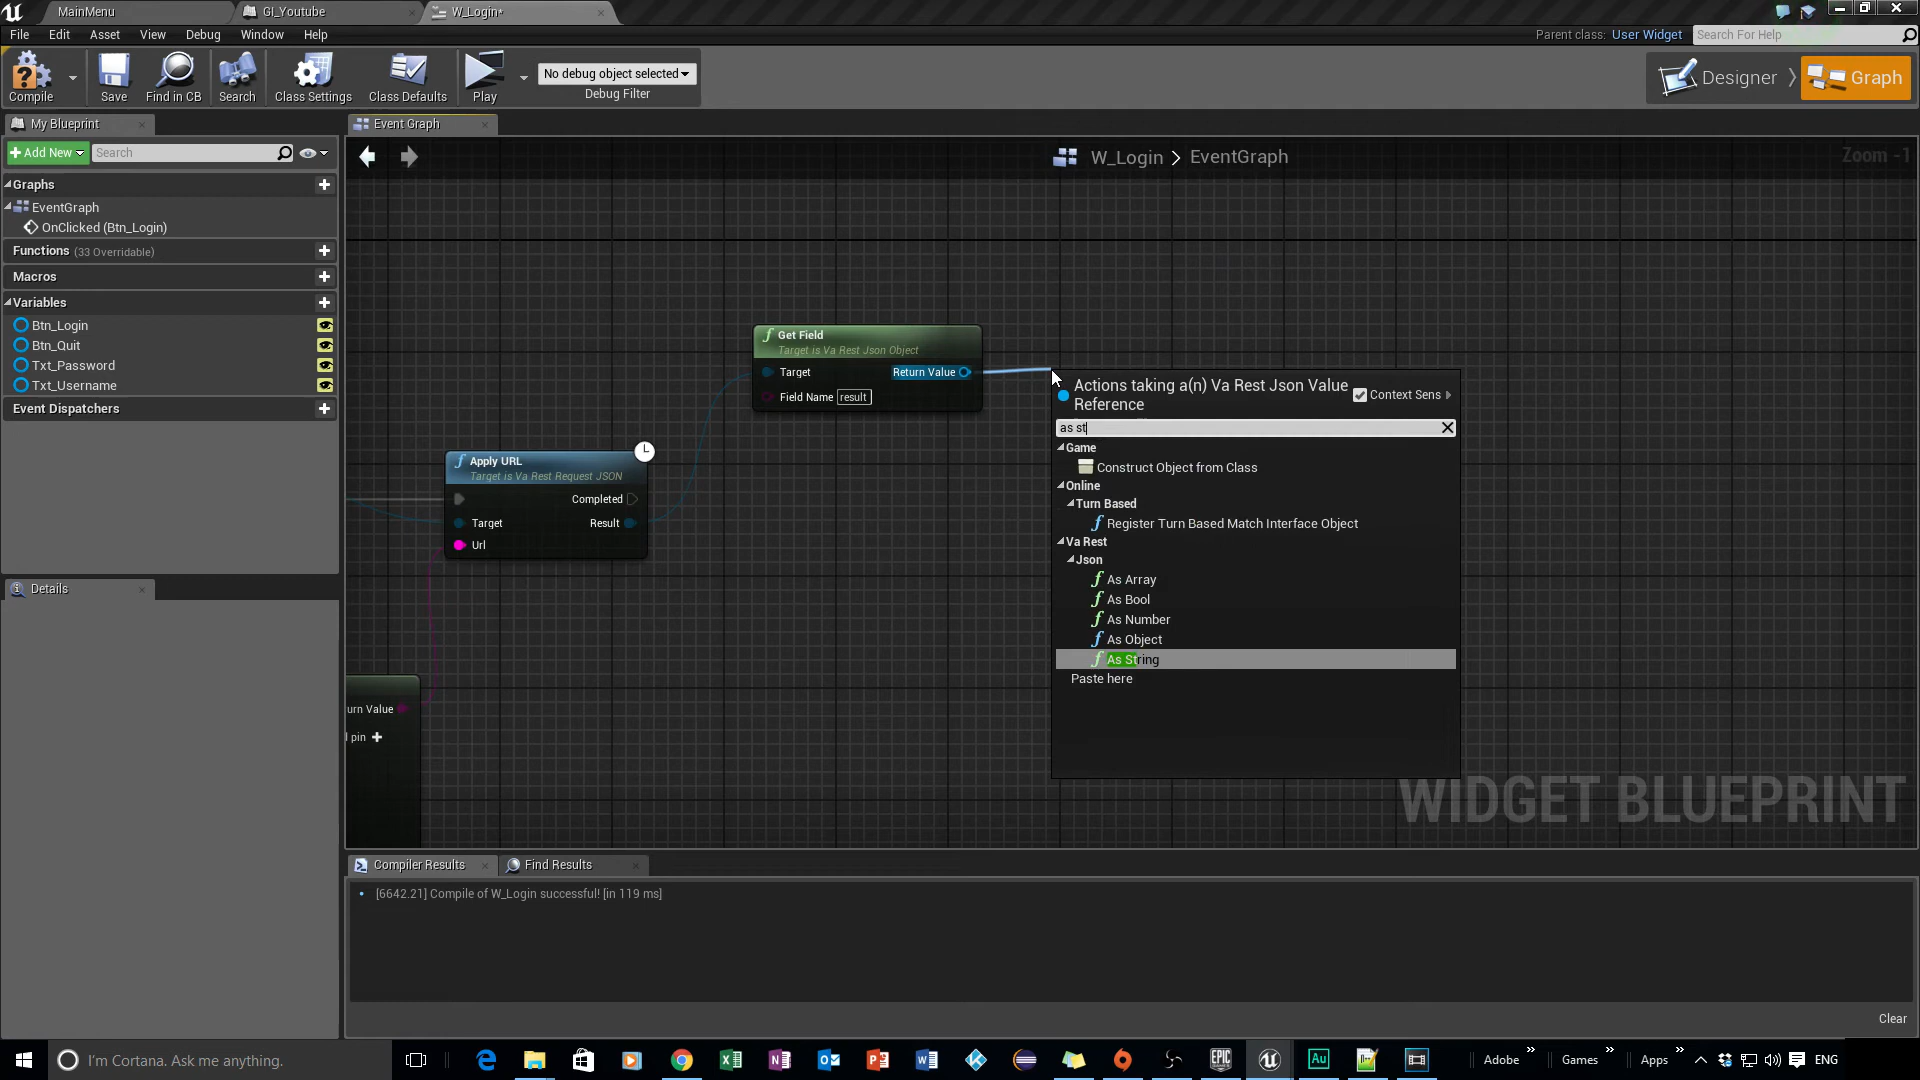 MainMenu
GI_Youtube
W_Login*
File Edit Asset View Debug Window Help
Parent class: User Widget
Search For Help
Compile
Save
Find in CB
Search
Class Settings
Class Defaults
Play
No debug object selected
Debug Filter
Designer
Graph
My Blueprint
Event Graph
Add New
Search
W_Login > EventGraph
Zoom -1
Graphs
EventGraph
OnClicked (Btn_Login)
Functions (33 Overridable)
Macros
Variables
Btn_Login
Btn_Quit
Txt_Password
Txt_Username
Event Dispatchers
Details
Get Field
Target is Va Rest Json Object
Target
Return Value
Field Name result
Apply URL
Target is Va Rest Request JSON
Completed
Target
Result
Url
urn Value
l pin
Actions taking a(n) Va Rest Json Value
Reference
Context Sens
as st
Game
Construct Object from Class
Online
Turn Based
Register Turn Based Match Interface Object
Va Rest
Json
As Array
As Bool
As Number
As Object
As String
Paste here
WIDGET BLUEPRINT
Compiler Results
Find Results
• [6642.21] Compile of W_Login successful! [in 119 ms]
Clear
I'm Cortana. Ask me anything.
Adobe
Games
Apps
ENG